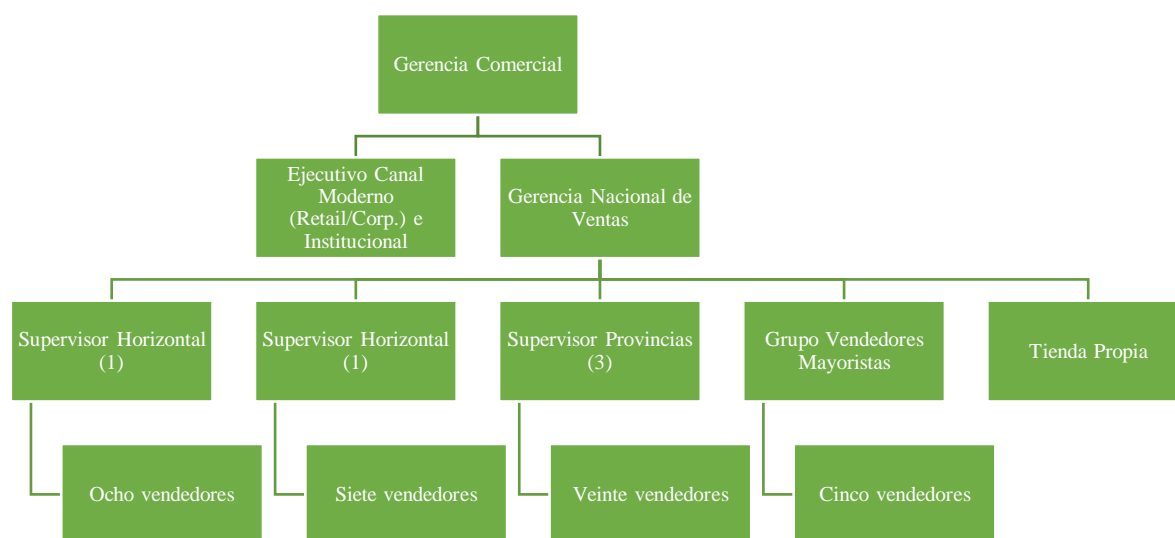 Gerencia Comercial
Ejecutivo Canal
Moderno
(Retail/Corp.) e
Institucional
Gerencia Nacional de
Ventas
Supervisor Horizontal
(1)
Supervisor Horizontal
(1)
Supervisor Provincias
(3)
Grupo Vendedores
Mayoristas
Tienda Propia
Ocho vendedores
Siete vendedores
Veinte vendedores
Cinco vendedores